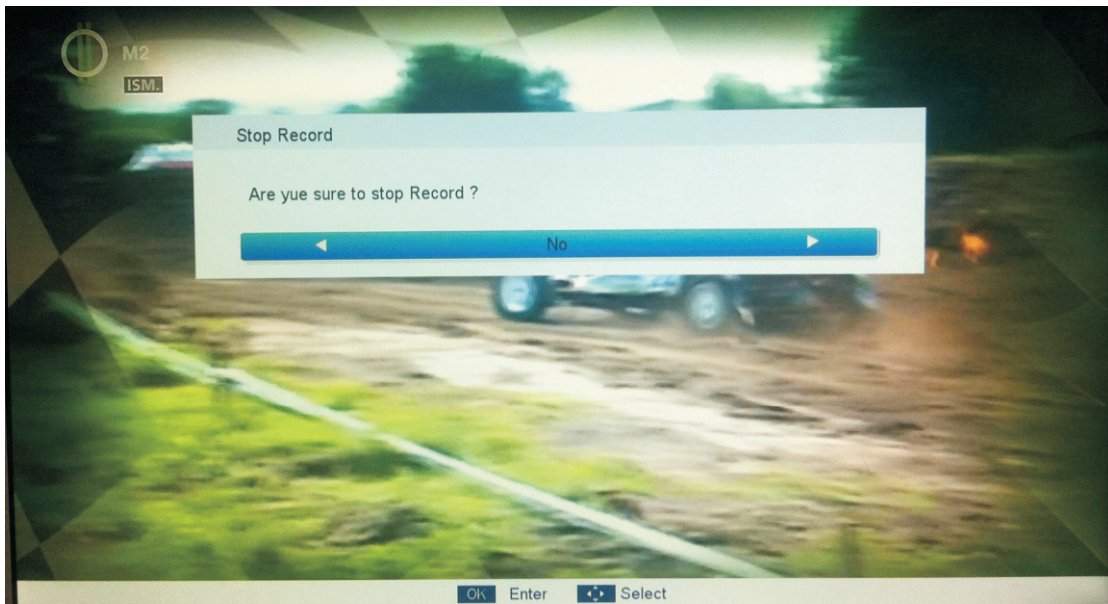 M2
ISM.
Stop Record
Are yue sure to stop Record ?
No
OK Enter Select